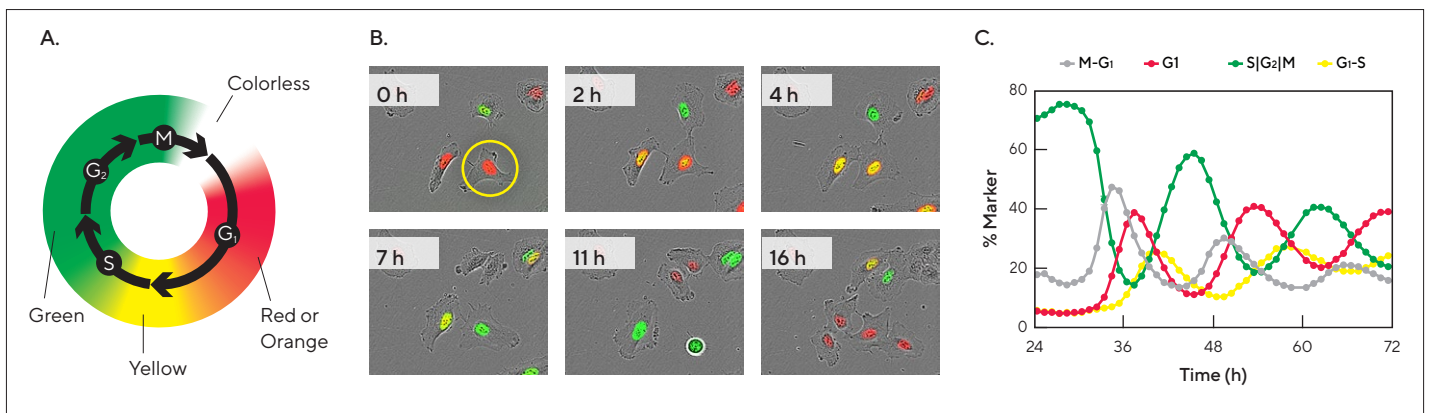 A.
Colorless
M
G₂
G₁
S
Green
Yellow
Red or
Orange
B.
0 h
2 h
4 h
7 h
11 h
16 h
C.
M-G₁
G1
S|G₂|M
G₁-S
% Marker
80
60
40
20
0
24
36
48
60
72
Time (h)